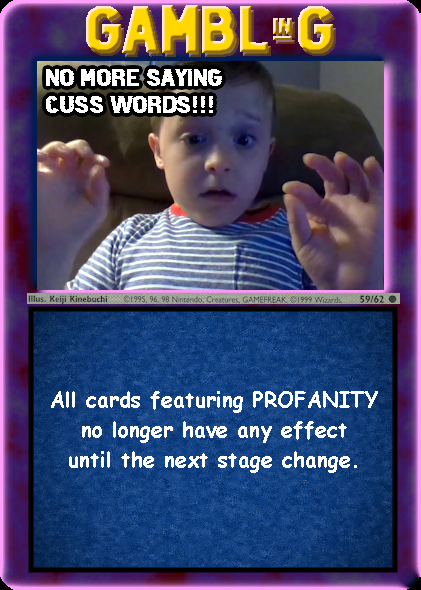 GAMBLING
NO MORE SAYING
CUSS WORDS!!!
Illus. Keiji Kinebuchi ©1995, 96, 98 Nintendo, Creatures, GAMEFREAK. ©1999 Wizards. 59/62
All cards featuring PROFANITY
no longer have any effect
until the next stage change.